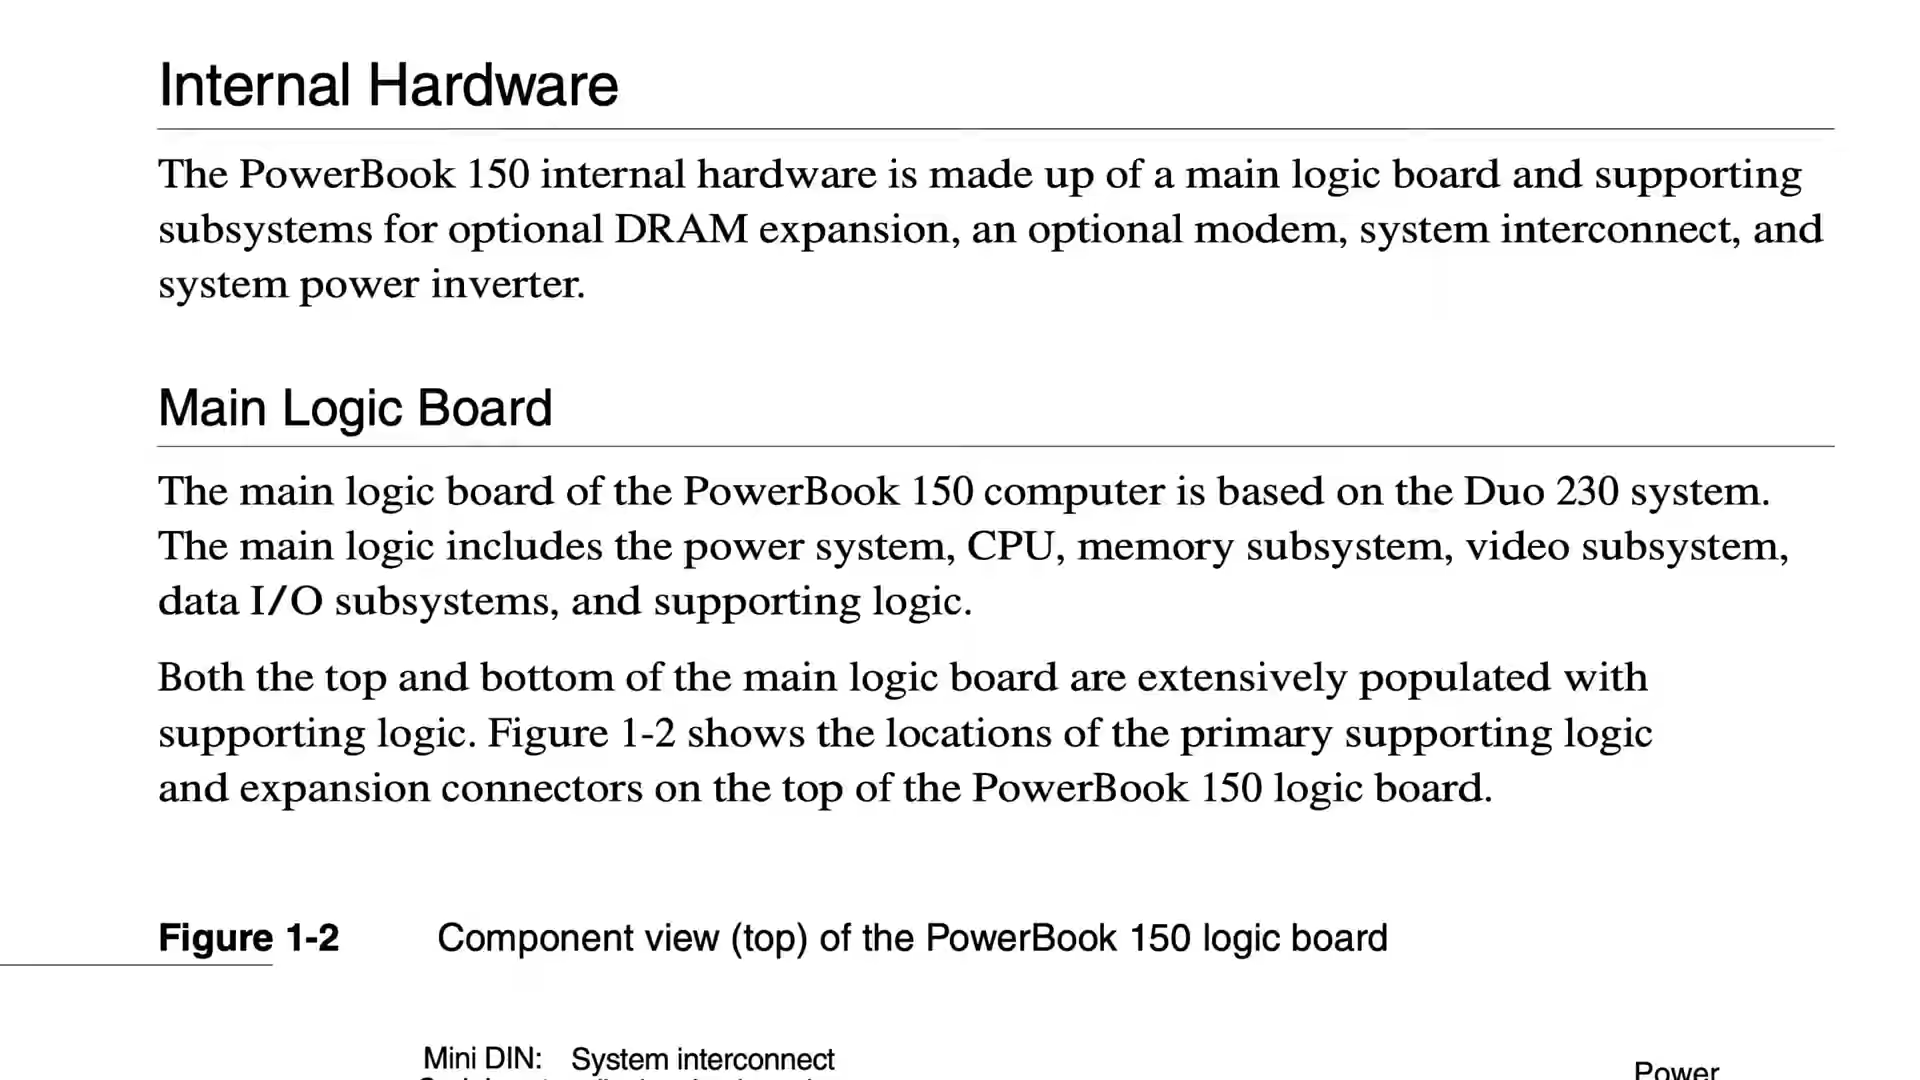 Internal Hardware
The PowerBook 150 internal hardware is made up of a main logic board and supporting
subsystems for optional DRAM expansion, an optional modem, system interconnect, and
system power inverter.
Main Logic Board
The main logic board of the PowerBook 150 computer is based on the Duo 230 system.
The main logic includes the power system, CPU, memory subsystem, video subsystem,
data I/O subsystems, and supporting logic.
Both the top and bottom of the main logic board are extensively populated with
supporting logic. Figure 1-2 shows the locations of the primary supporting logic
and expansion connectors on the top of the PowerBook 150 logic board.
Figure 1-2 Component view (top) of the PowerBook 150 logic board
Mini DIN: System interconnect
Power